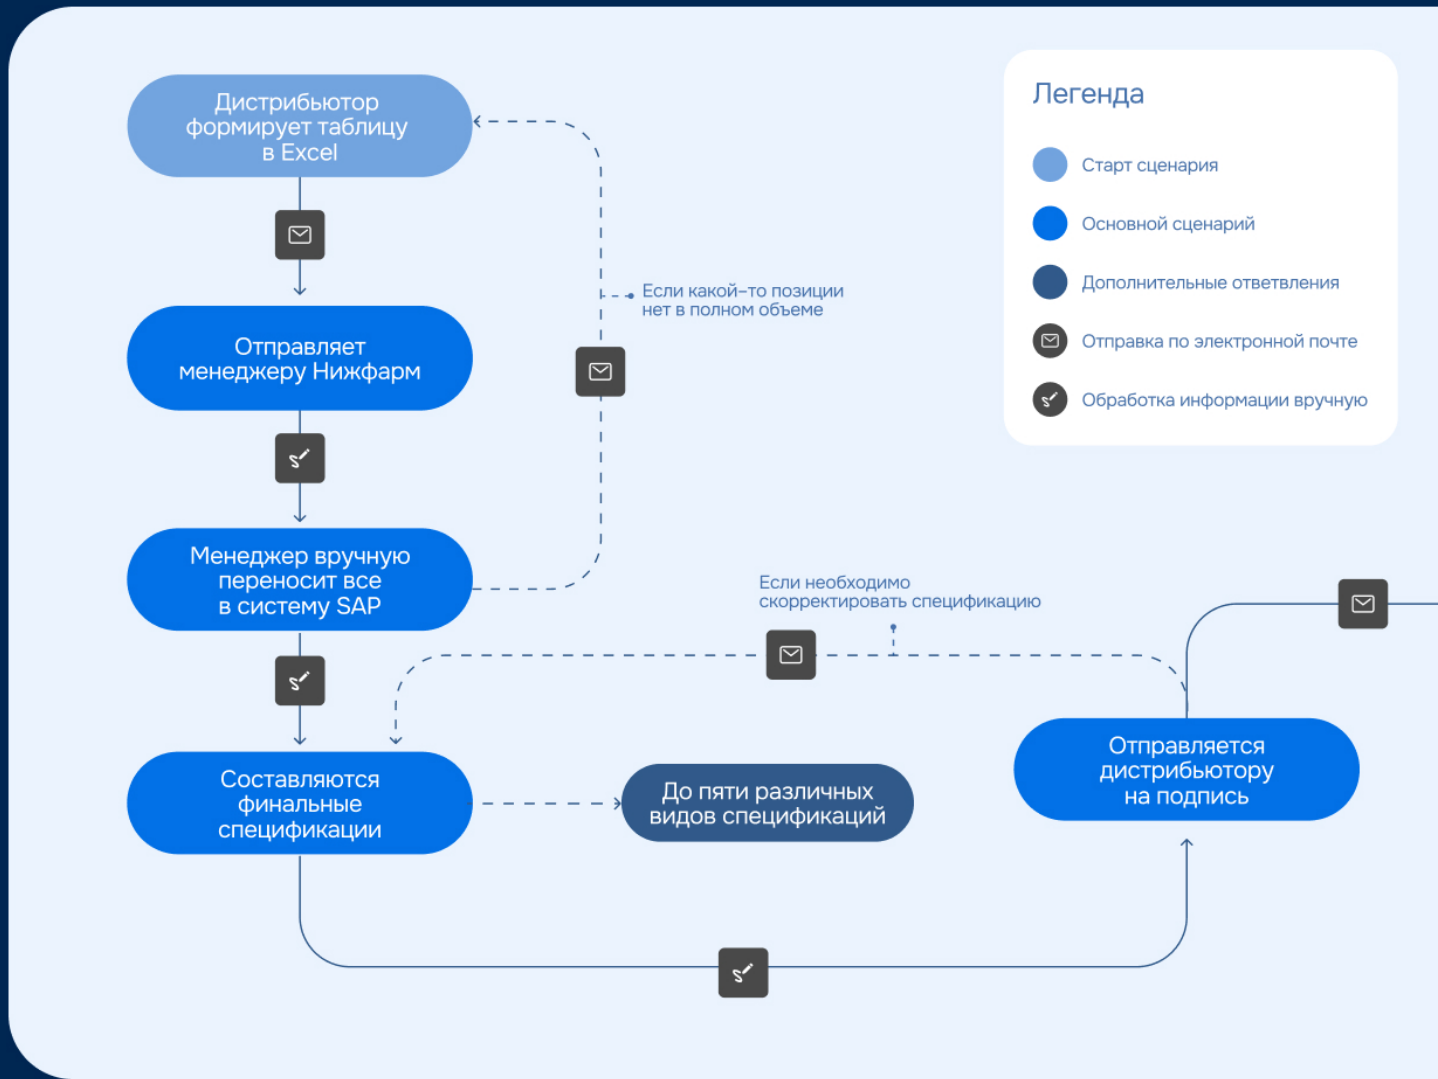 Дистрибьютор
формирует таблицу
в Excel
Отправляет
менеджеру Нижфарм
Менеджер вручную
переносит все
в систему SAP
Составляются
финальные
спецификации
Если какой–то позиции
нет в полном объеме
Если необходимо
скорректировать спецификацию
До пяти различных
видов спецификаций
Отправляется
дистрибьютору
на подпись
Легенда
Старт сценария
Основной сценарий
Дополнительные ответвления
Отправка по электронной почте
Обработка информации вручную